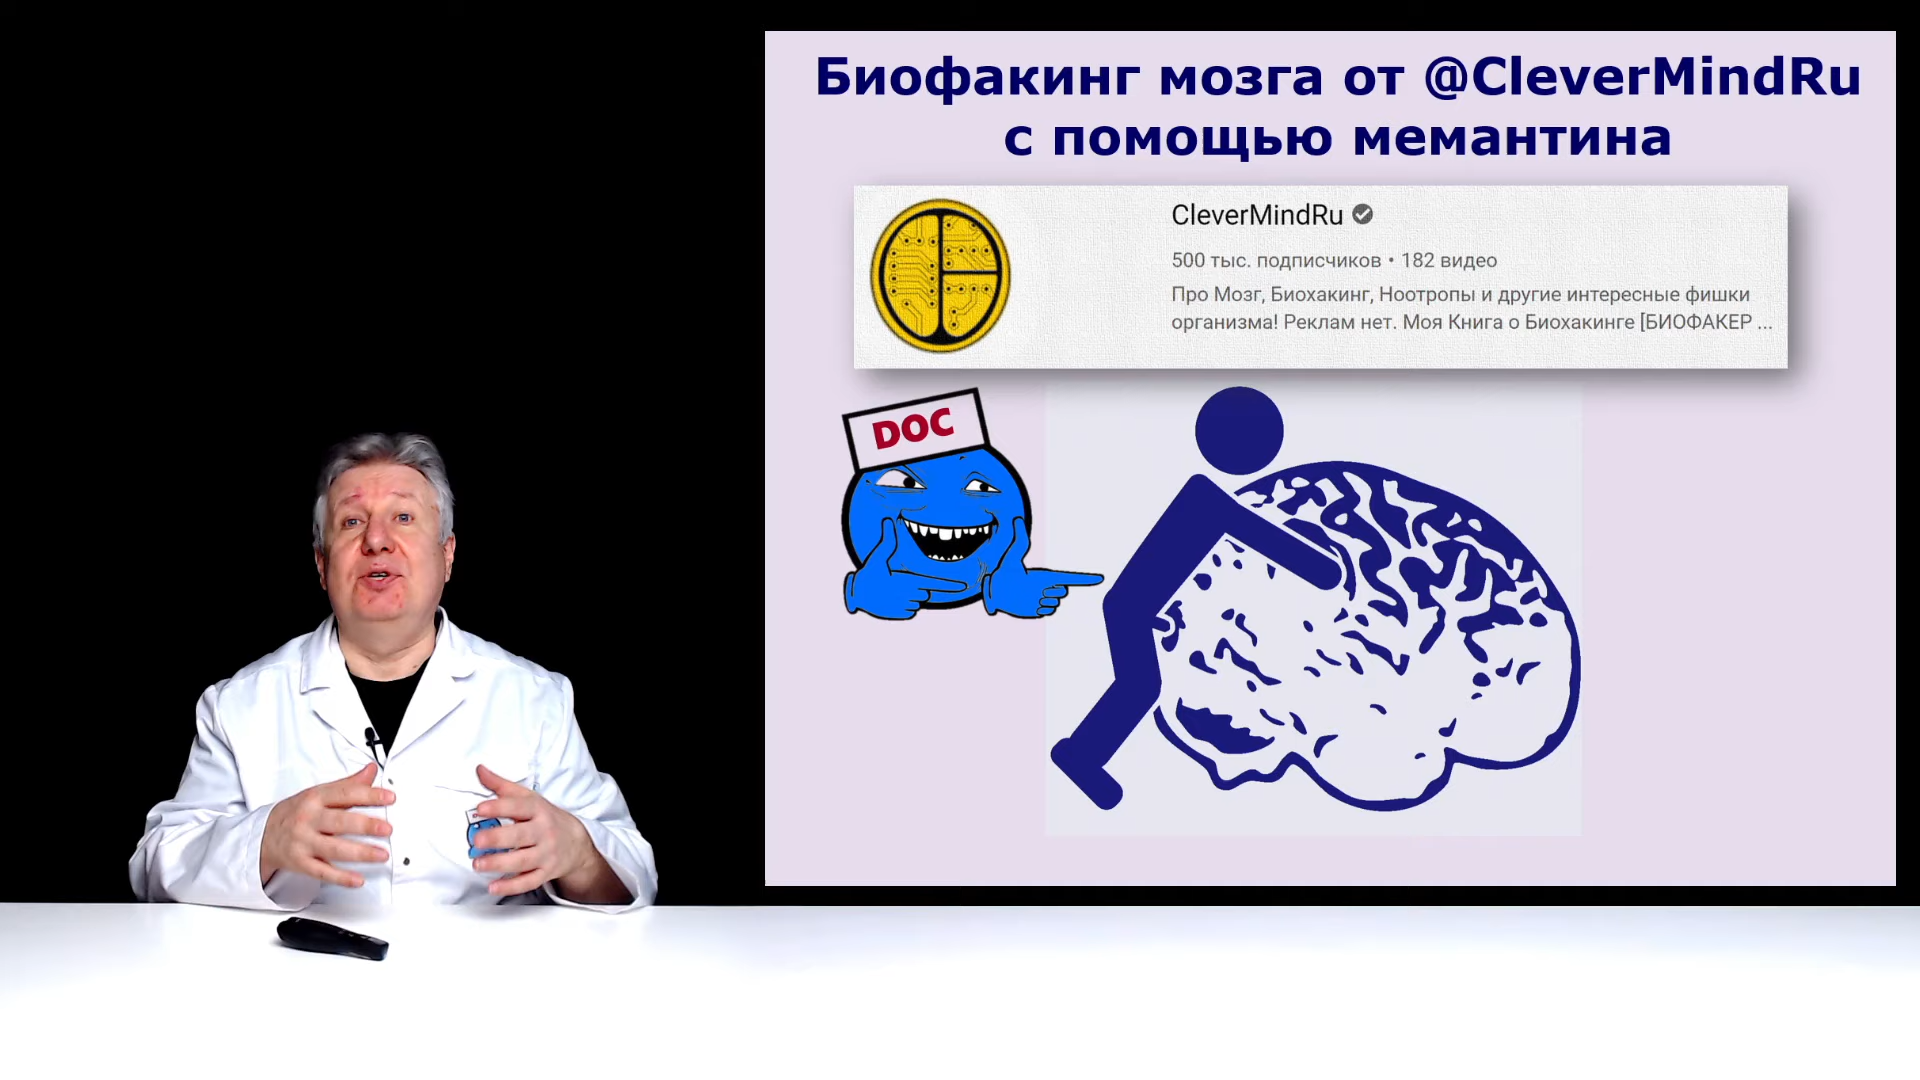 Биофакинг мозга от @CleverMindRu
с помощью мемантина
CleverMindRu
500 тыс. подписчиков • 182 видео
Про Мозг, Биохакинг, Ноотропы и другие интересные фишки
организма! Реклам нет. Моя Книга о Биохакинге [БИОФАКЕР ...
DOC